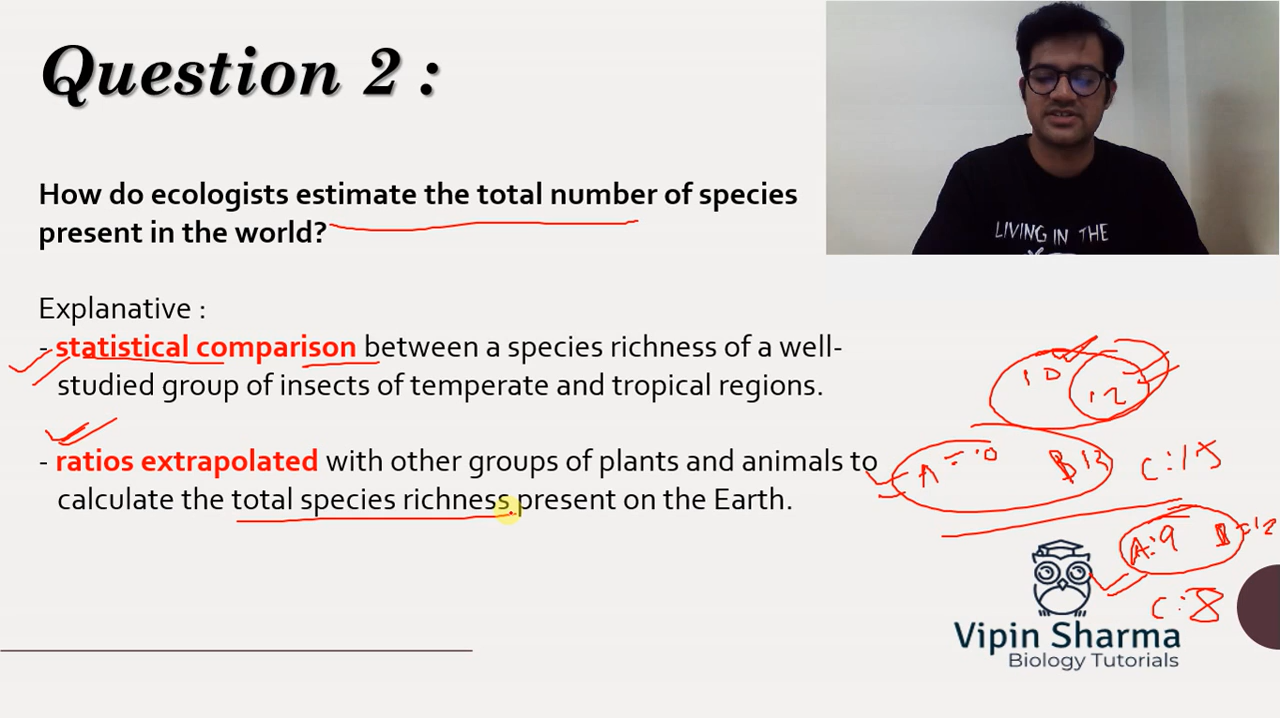 Question 2 :
LIVING IN THE
How do ecologists estimate the total number of species
present in the world?
Explanative :
- statistical comparison between a species richness of a well-
studied group of insects of temperate and tropical regions.
- ratios extrapolated with other groups of plants and animals to
calculate the total species richness present on the Earth.
10
12
A = 10 B 12 C : 15
A : 9 B = 12
C : 8
Vipin Sharma
Biology Tutorials